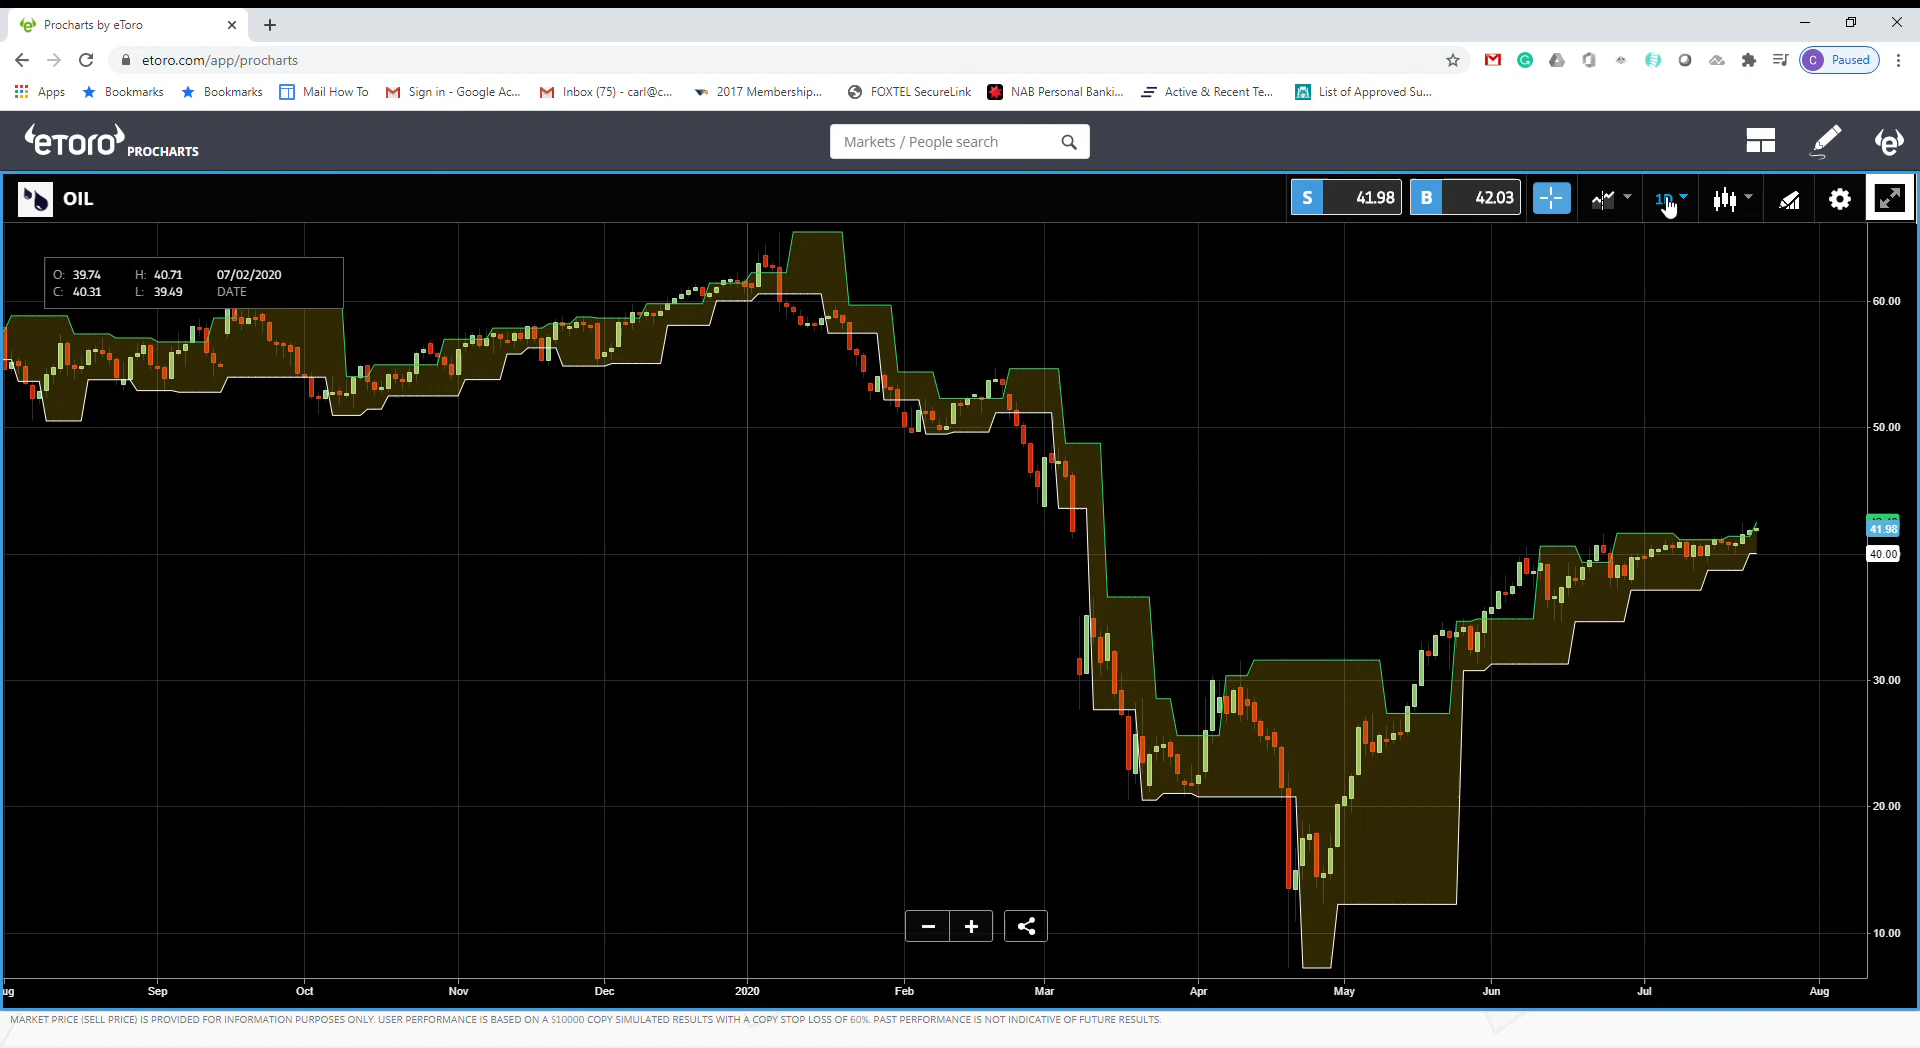 Procharts by eToro
etoro.com/app/procharts
C Paused
Apps Bookmarks Bookmarks Mail How To Sign in - Google Ac... Inbox (75) - carl@c... 2017 Membership... FOXTEL SecureLink NAB Personal Banki... Active & Recent Te... List of Approved Su...
eTORO PROCHARTS
Markets / People search
OIL
S 41.98 B 42.03 1D
O: 39.74 H: 40.71 07/02/2020
C: 40.31 L: 39.49 DATE
60.00
50.00
41.98
40.00
30.00
20.00
10.00
ug Sep Oct Nov Dec 2020 Feb Mar Apr May Jun Jul Aug
MARKET PRICE (SELL PRICE) IS PROVIDED FOR INFORMATION PURPOSES ONLY. USER PERFORMANCE IS BASED ON A $10000 COPY SIMULATED RESULTS WITH A COPY STOP LOSS OF 60%. PAST PERFORMANCE IS NOT INDICATIVE OF FUTURE RESULTS.